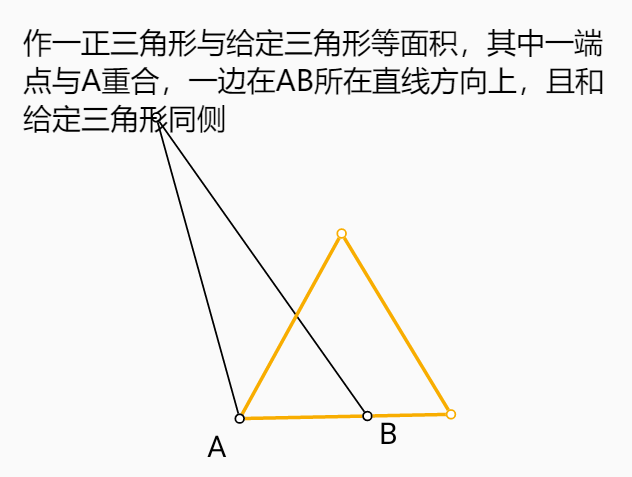 作一正三角形与给定三角形等面积，其中一端
点与A重合，一边在AB所在直线方向上，且和
给定三角形同侧
A
B